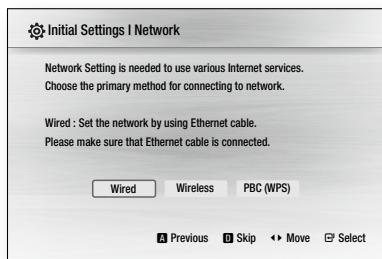 Initial Settings I Network
Network Setting is needed to use various Internet services.
Choose the primary method for connecting to network.
Wired : Set the network by using Ethernet cable.
Please make sure that Ethernet cable is connected.
Wired Wireless PBC (WPS)
A Previous D Skip Move Select